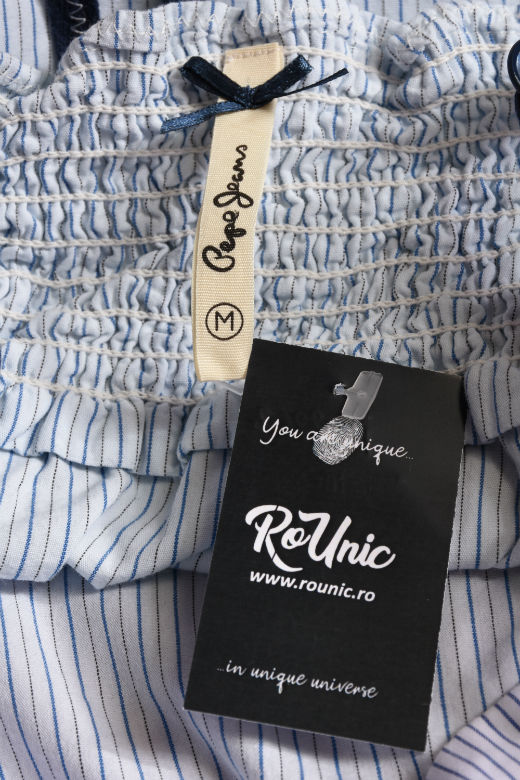 Pepe Jeans
M
You are unique...
RoUnic
www.rounic.ro
...in unique universe